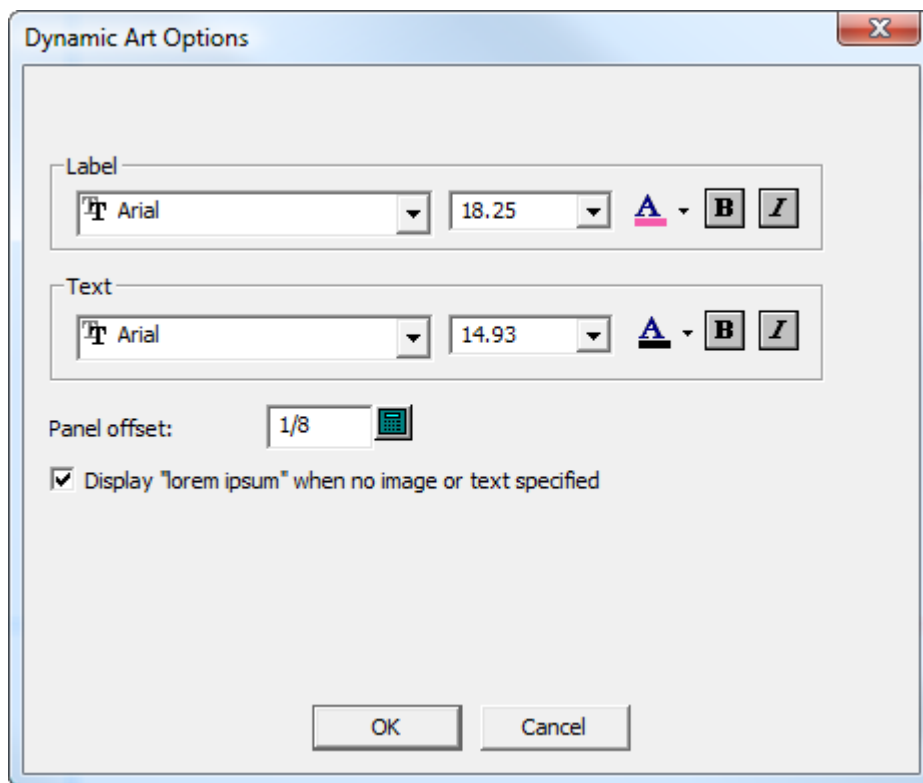 Dynamic Art Options
X
Label
Arial
18.25
A
B
I
Text
Arial
14.93
A
B
I
Panel offset:
1/8
Display "lorem ipsum" when no image or text specified
OK
Cancel